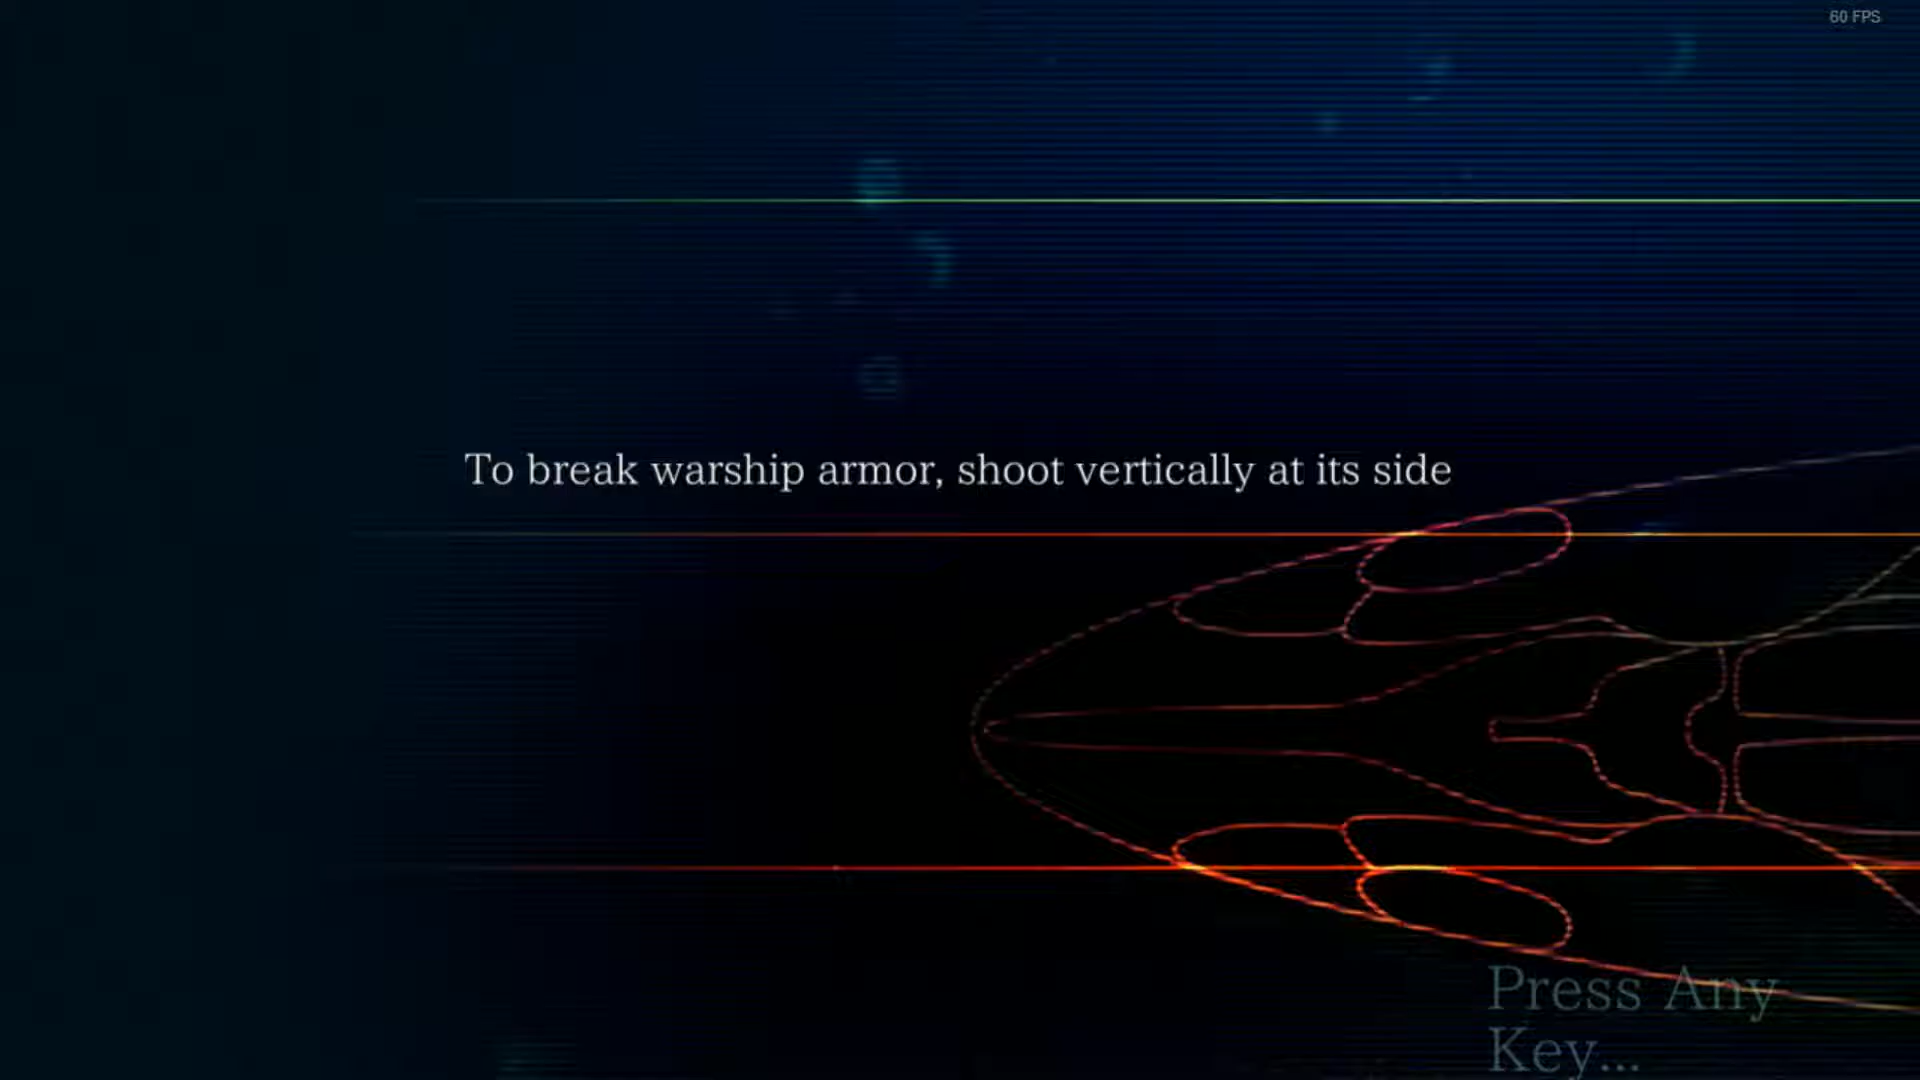 60 FPS
To break warship armor, shoot vertically at its side
Press Any
Key...